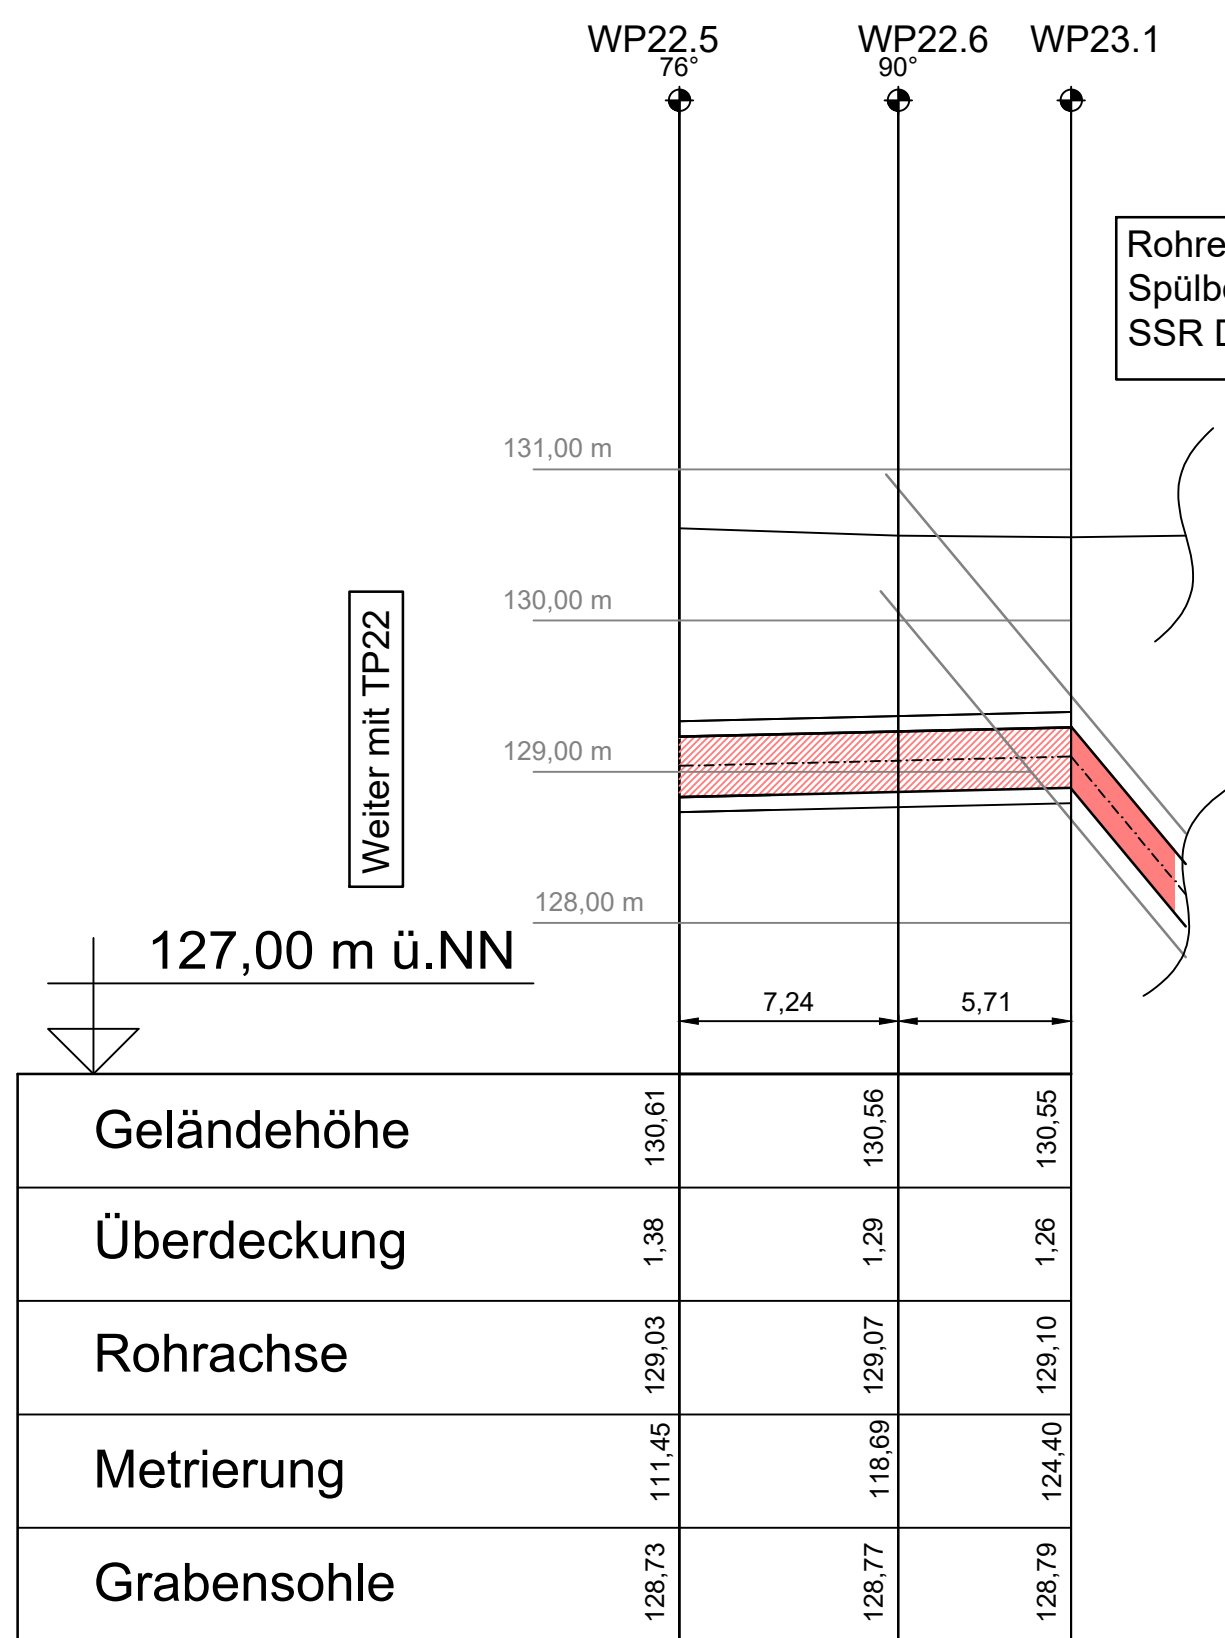 WP22.5 WP22.6 WP23.1
76° 90°
Rohre
Spülb
SSR
131,00 m
130,00 m
Weiter mit TP22
129,00 m
128,00 m
127,00 m ü.NN
7,24 5,71
Geländehöhe 130,61 130,56 130,55
Überdeckung 1,38 1,29 1,26
Rohrachse 129,03 129,07 129,10
Metrierung 111,45 118,69 124,40
Grabensohle 128,73 128,77 128,79